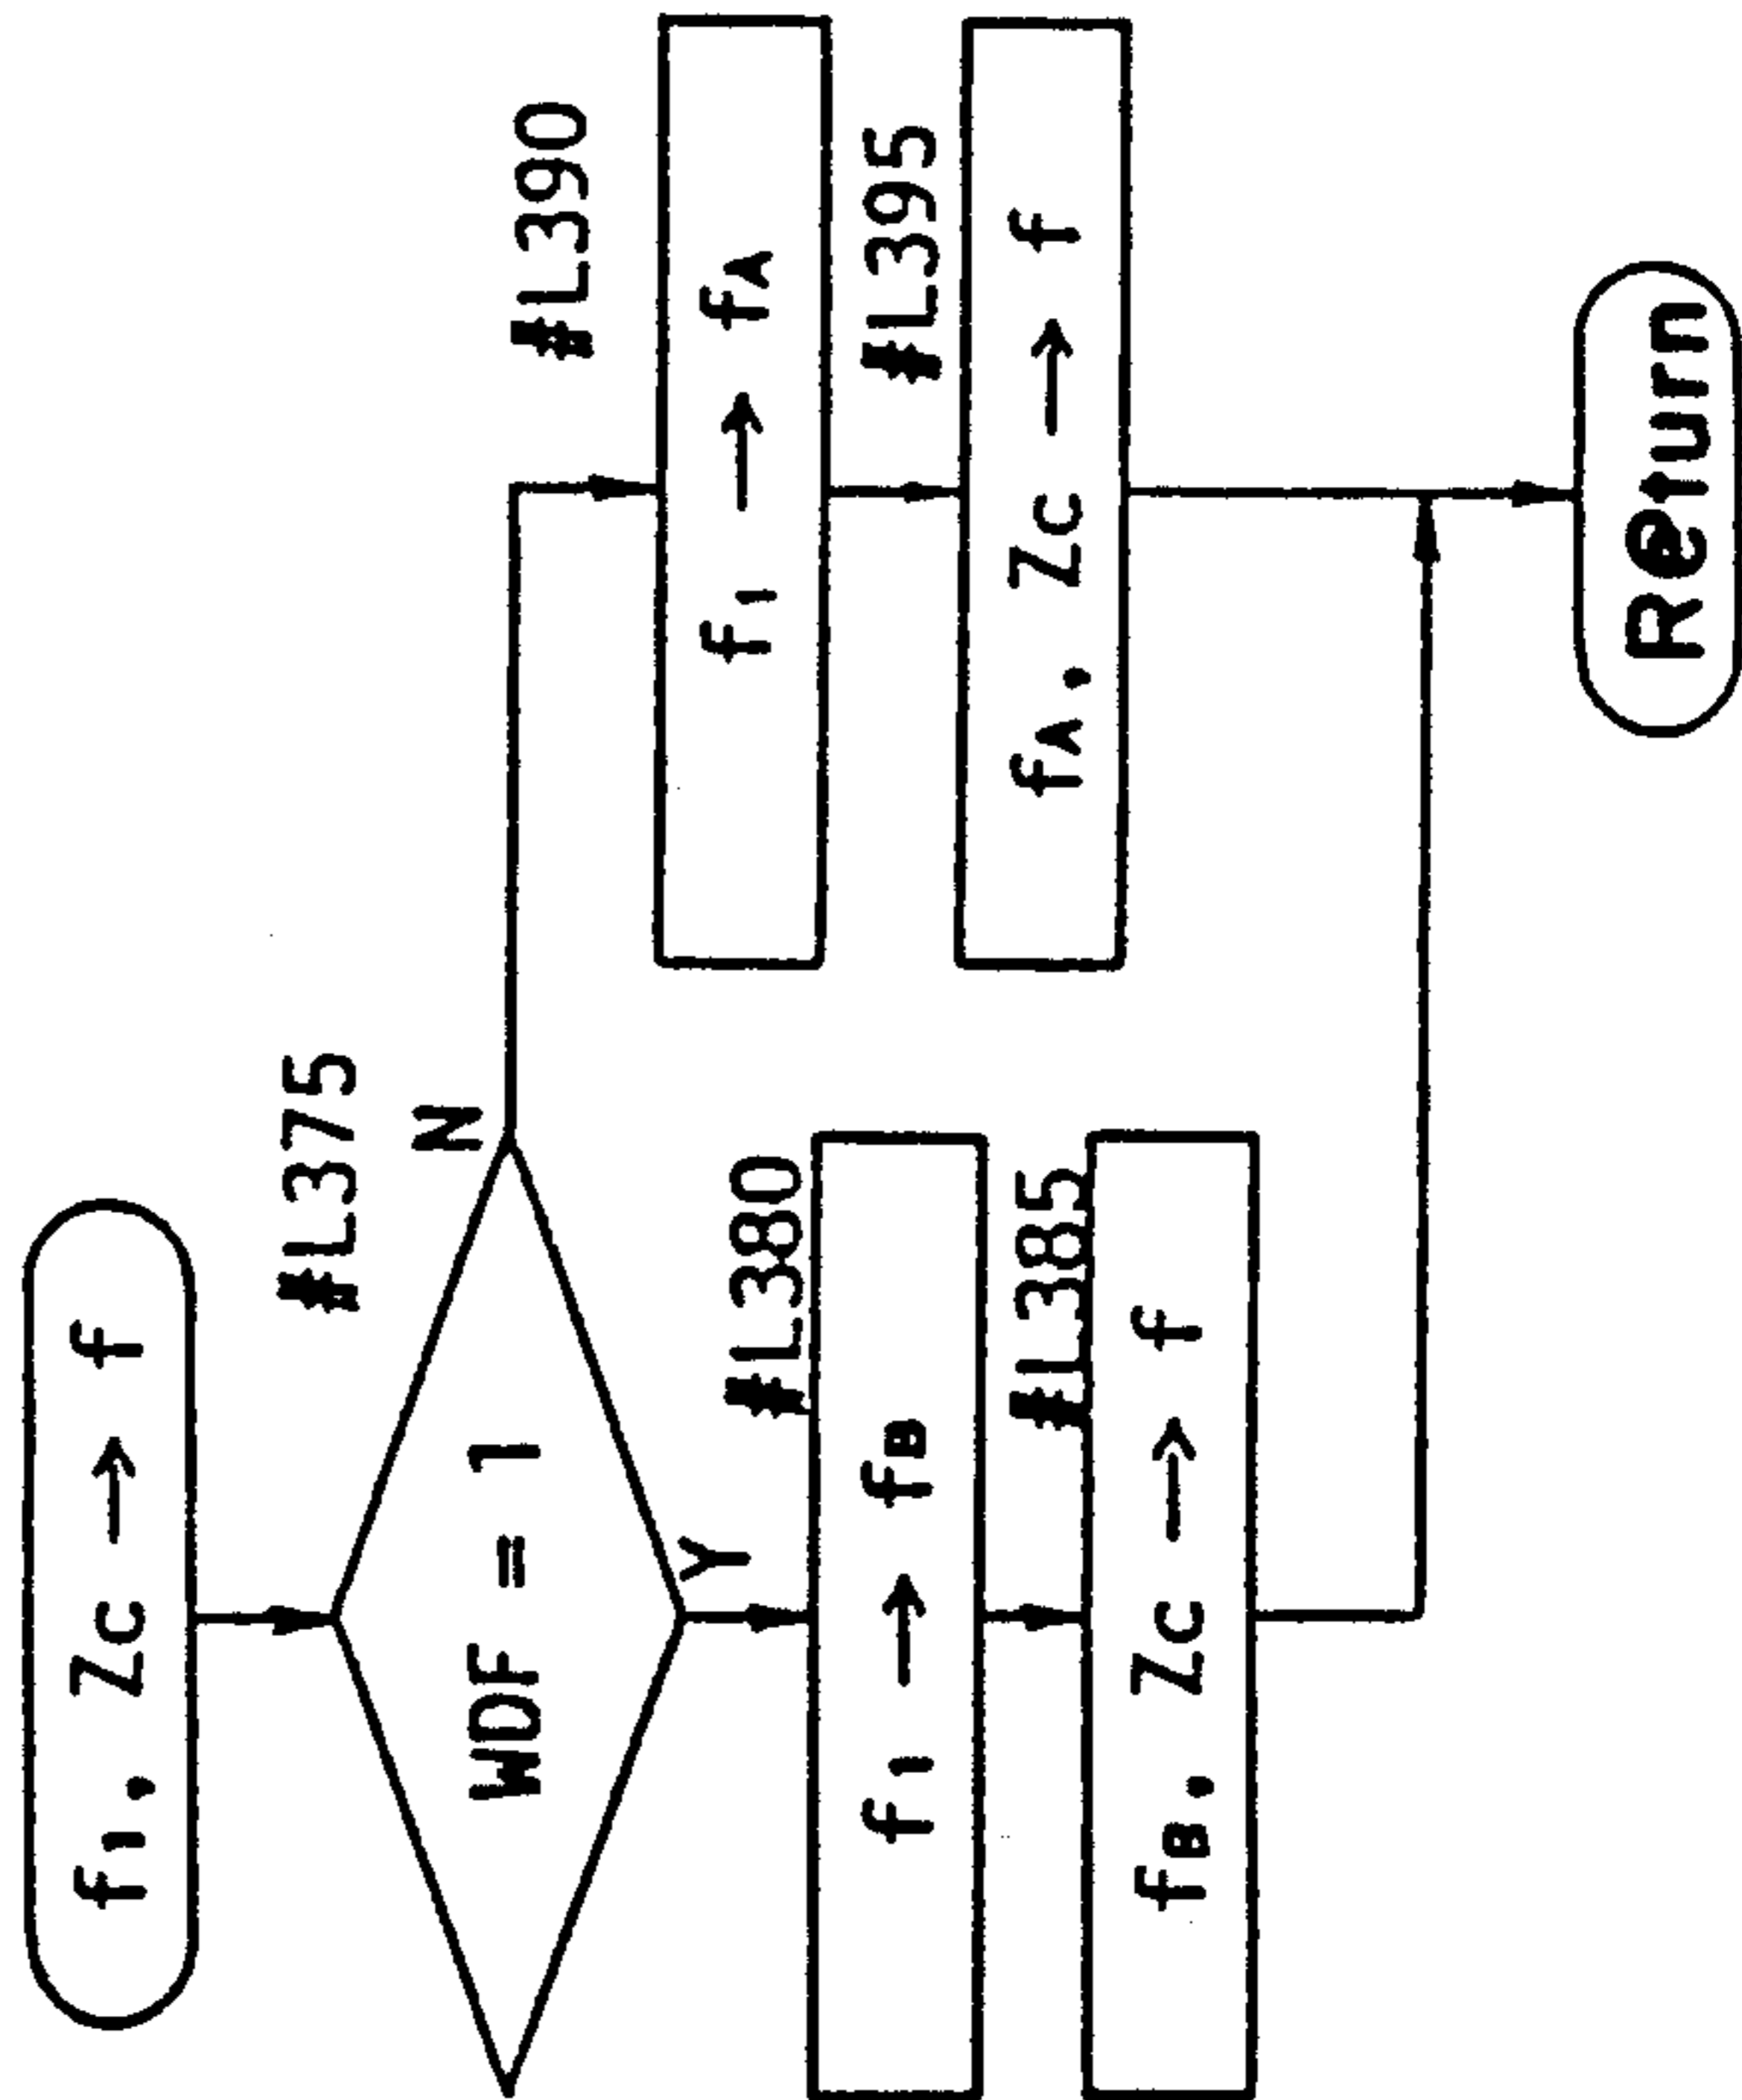 f₁, Zc → f
#L375
WDF = 1
N
Y
#L380
f₁ → fB
#L385
fB, Zc → f
#L390
f₁ → fA
#L395
fA, Zc → f
Return